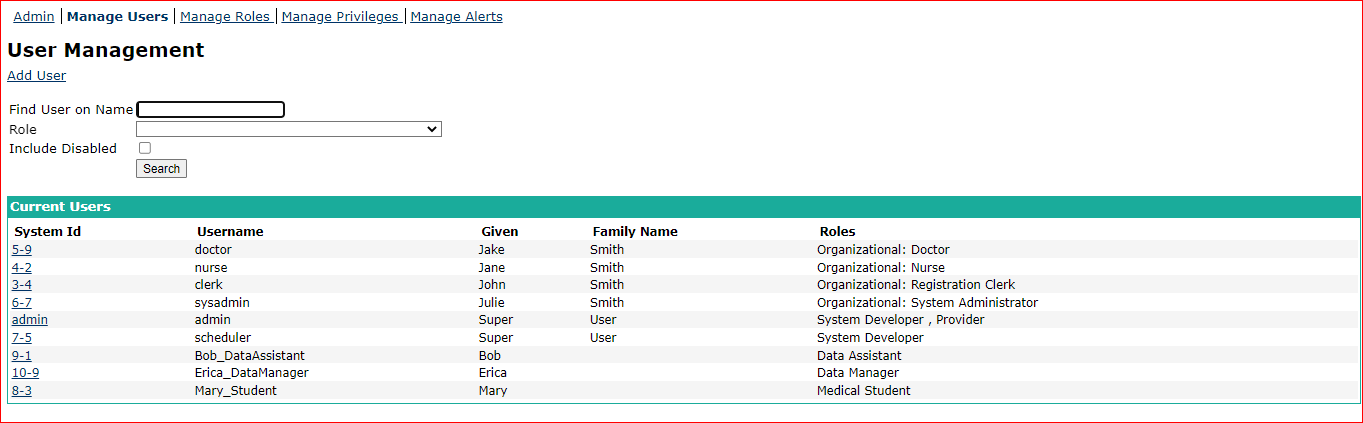 Admin Manage Users Manage Roles Manage Privileges Manage Alerts
User Management
Add User
Find User on Name
Role
Include Disabled
Search
Current Users
System Id Username Given Family Name Roles
5-9 doctor Jake Smith Organizational: Doctor
4-2 nurse Jane Smith Organizational: Nurse
3-4 clerk John Smith Organizational: Registration Clerk
6-7 sysadmin Julie Smith Organizational: System Administrator
admin admin Super User System Developer , Provider
7-5 scheduler Super User System Developer
9-1 Bob_DataAssistant Bob Data Assistant
10-9 Erica_DataManager Erica Data Manager
8-3 Mary_Student Mary Medical Student